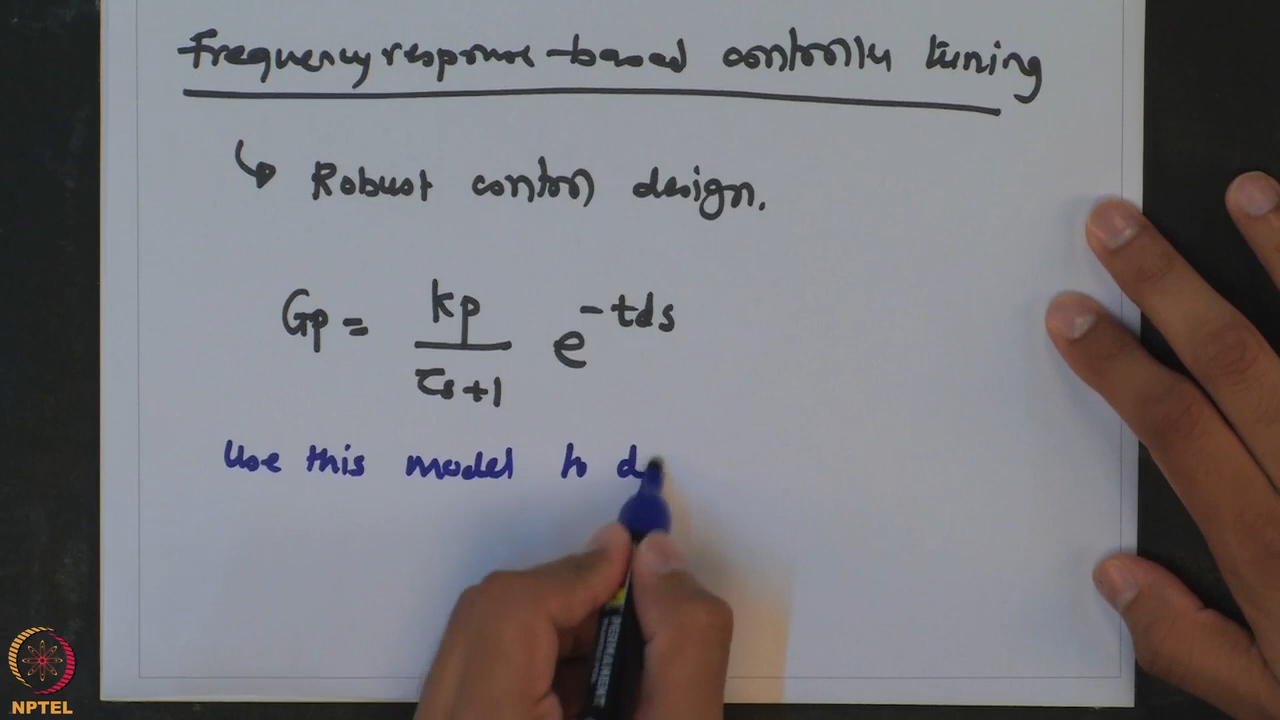 Frequency response-based controller tuning
↳ Robust control design.
Gp = kp / τs+1 e^-tds
Use this model to d
NPTEL